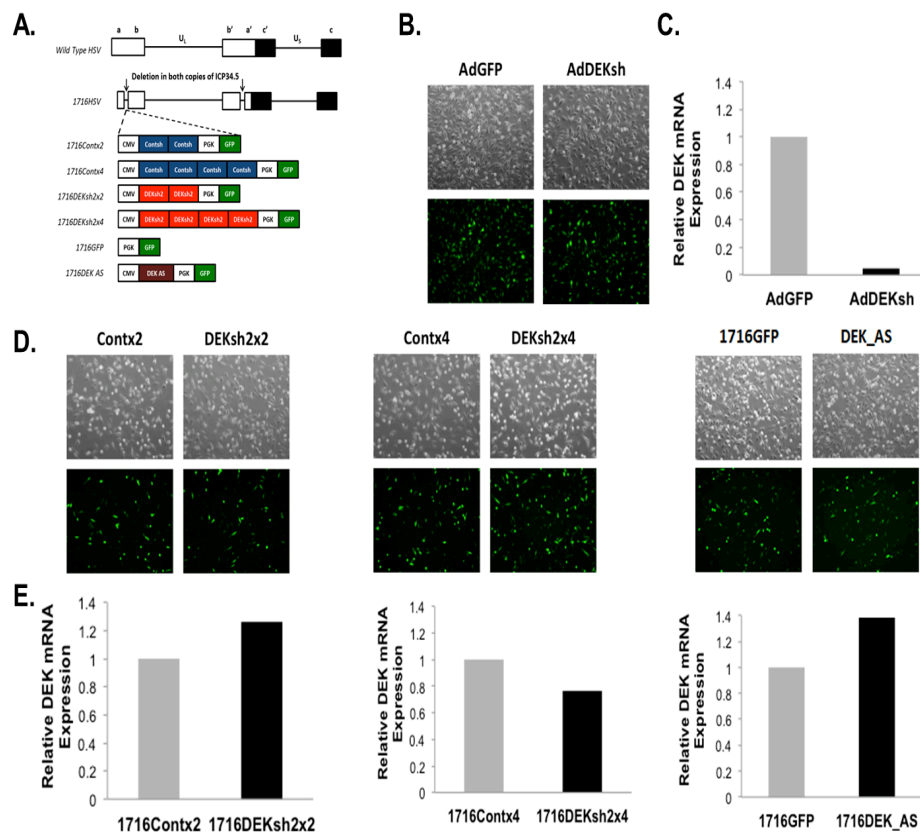 A.
a b b' a' c' c
Wild Type HSV
UL US
Deletion in both copies of ICP34.5
1716HSV
1716Contx2 CMV Contsh Contsh PGK GFP
1716Contx4 CMV Contsh Contsh Contsh Contsh PGK GFP
1716DEKsh2x2 CMV DEKsh2 DEKsh2 PGK GFP
1716DEKsh2x4 CMV DEKsh2 DEKsh2 DEKsh2 DEKsh2 PGK GFP
1716GFP PGK GFP
1716DEK AS CMV DEK AS PGK GFP
B.
AdGFP AdDEKsh
C.
Relative DEK mRNA
Expression
1.4
1.2
1
0.8
0.6
0.4
0.2
0
AdGFP AdDEKsh
D.
Contx2 DEKsh2x2
Contx4 DEKsh2x4
1716GFP DEK_AS
E.
Relative DEK mRNA
Expression
1.4
1.2
1
0.8
0.6
0.4
0.2
0
1716Contx2 1716DEKsh2x2
Relative DEK mRNA
Expression
1.4
1.2
1
0.8
0.6
0.4
0.2
0
1716Contx4 1716DEKsh2x4
Relative DEK mRNA
Expression
1.4
1.2
1
0.8
0.6
0.4
0.2
0
1716GFP 1716DEK_AS